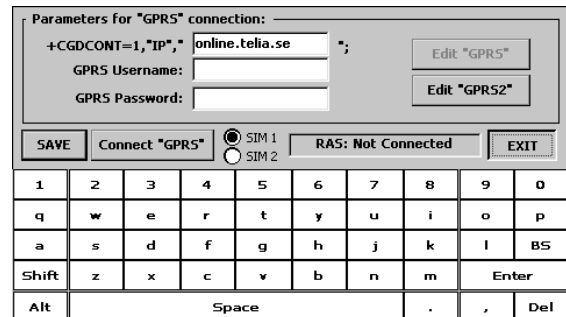 Parameters for "GPRS" connection:
+CGDCONT=1,"IP"," online.telia.se ";
Edit "GPRS"
GPRS Username:
Edit "GPRS2"
GPRS Password:
SAVE Connect "GPRS" SIM 1 RAS: Not Connected EXIT
SIM 2
1 2 3 4 5 6 7 8 9 0
q w e r t y u i o p
a s d f g h j k l BS
Shift z x c v b n m Enter
Alt Space . , Del